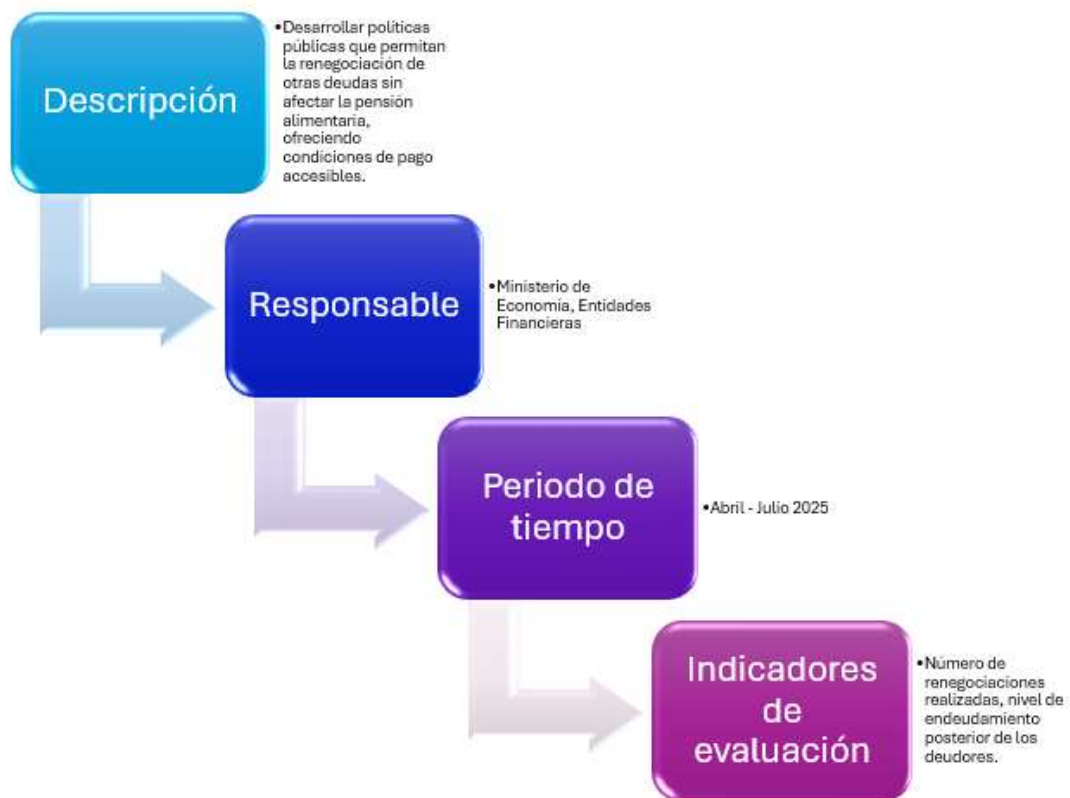 Descripción
•Desarrollar políticas
públicas que permitan
la renegociación de
otras deudas sin
afectar la pensión
alimentaria,
ofreciendo
condiciones de pago
accesibles.
Responsable
•Ministerio de
Economía, Entidades
Financieras
Periodo de
tiempo
•Abril - Julio 2025
Indicadores
de
evaluación
•Número de
renegociaciones
realizadas, nivel de
endeudamiento
posterior de los
deudores.